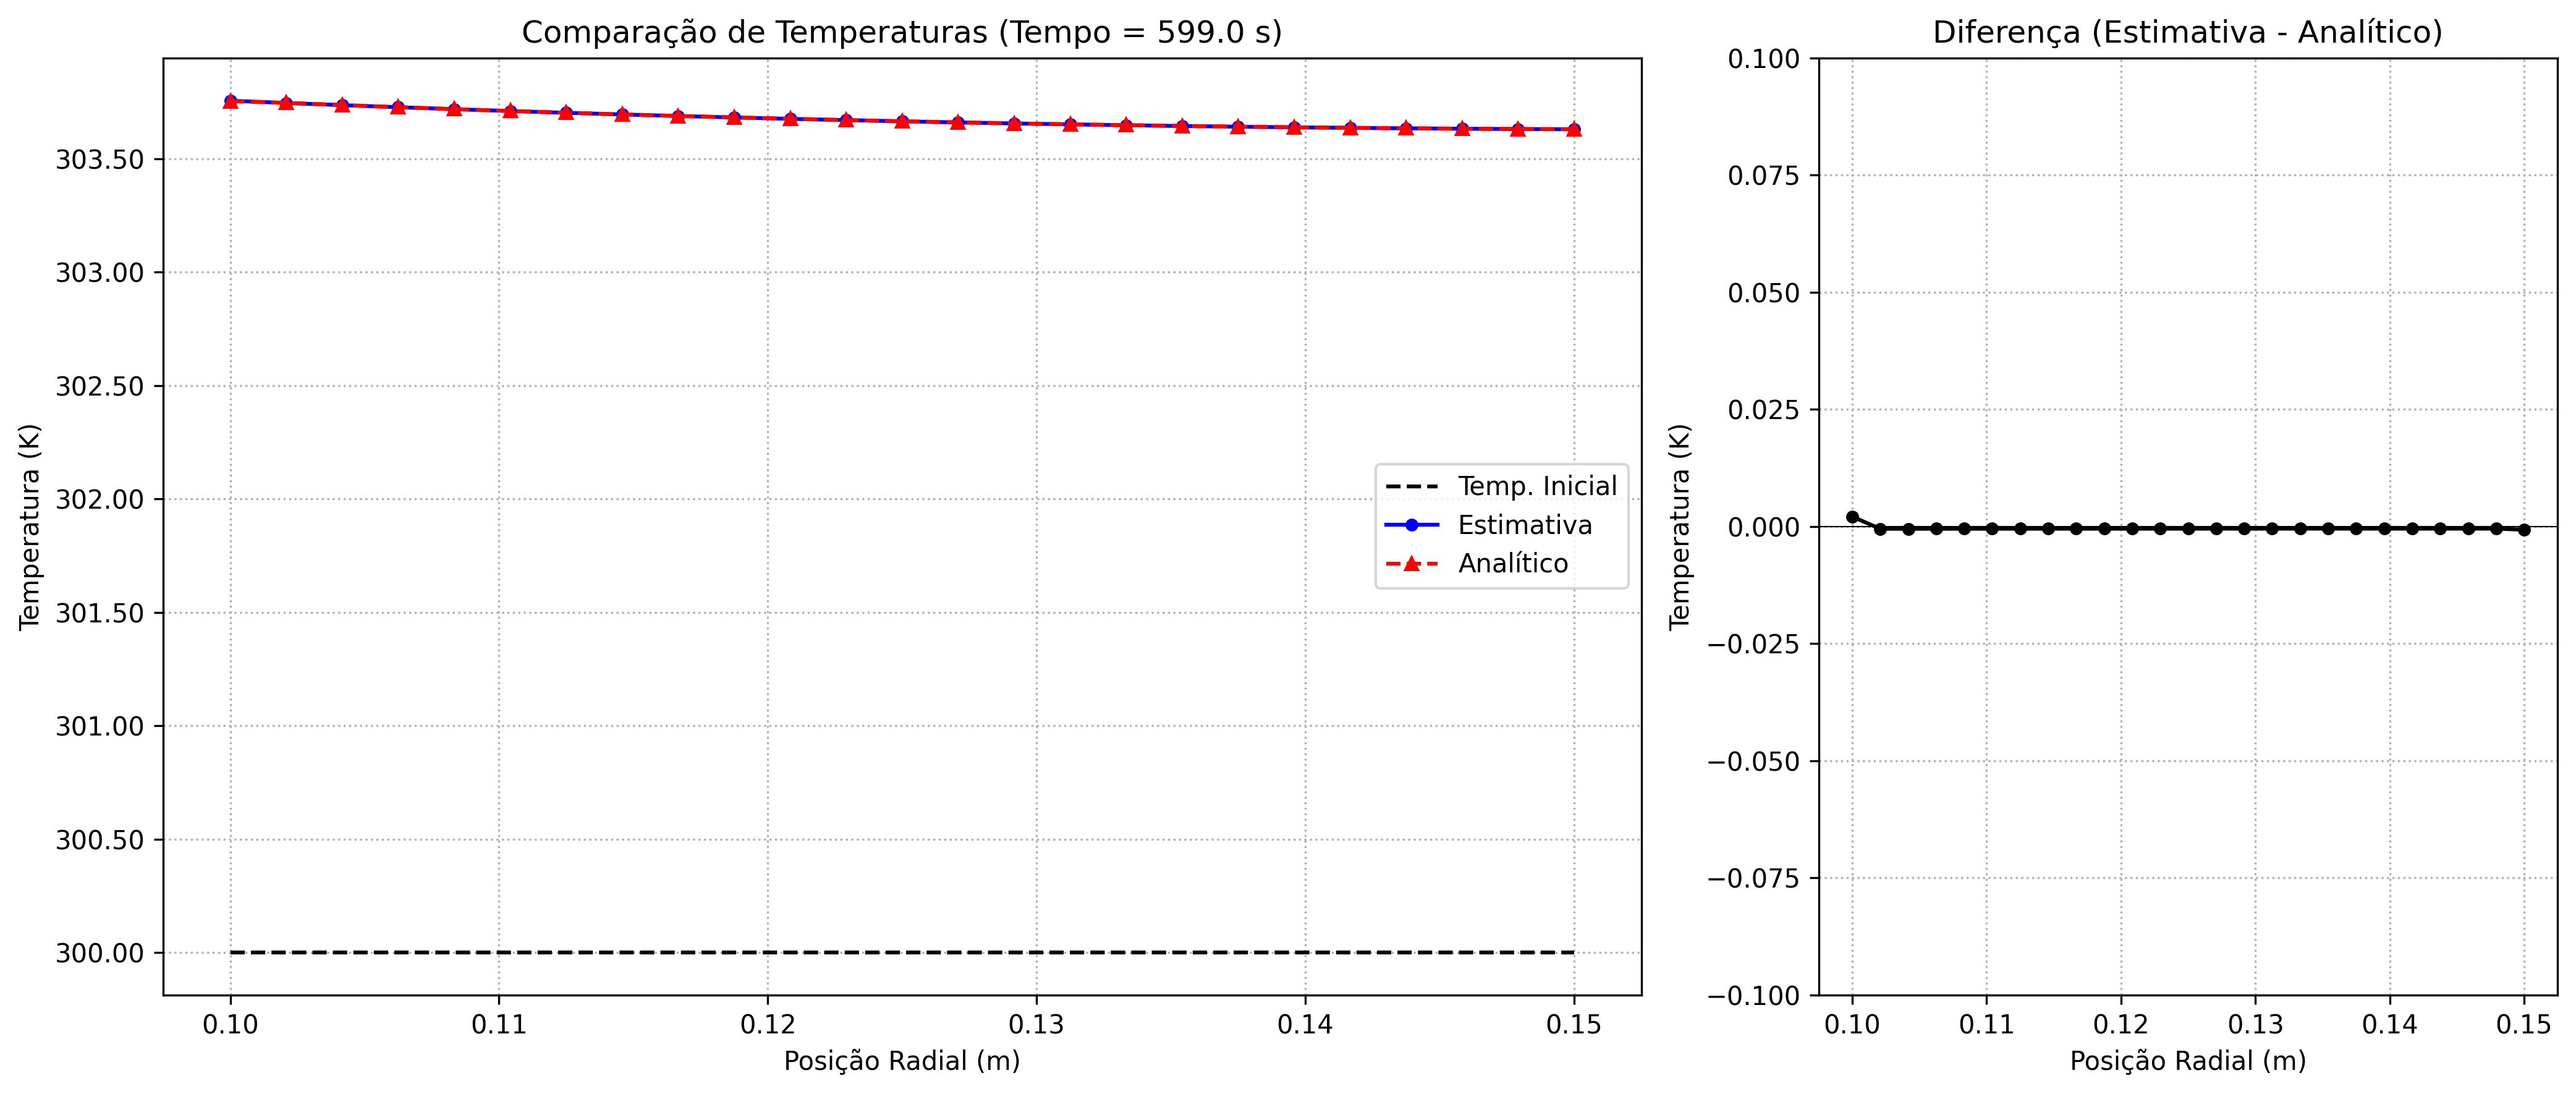 Comparação de Temperaturas (Tempo = 599.0 s)
303.50
303.00
302.50
302.00
301.50
301.00
300.50
300.00
Temperatura (K)
0.10 0.11 0.12 0.13 0.14 0.15
Posição Radial (m)
Temp. Inicial
Estimativa
Analítico
Diferença (Estimativa - Analítico)
0.100
0.075
0.050
0.025
0.000
−0.025
−0.050
−0.075
−0.100
Temperatura (K)
0.10 0.11 0.12 0.13 0.14 0.15
Posição Radial (m)